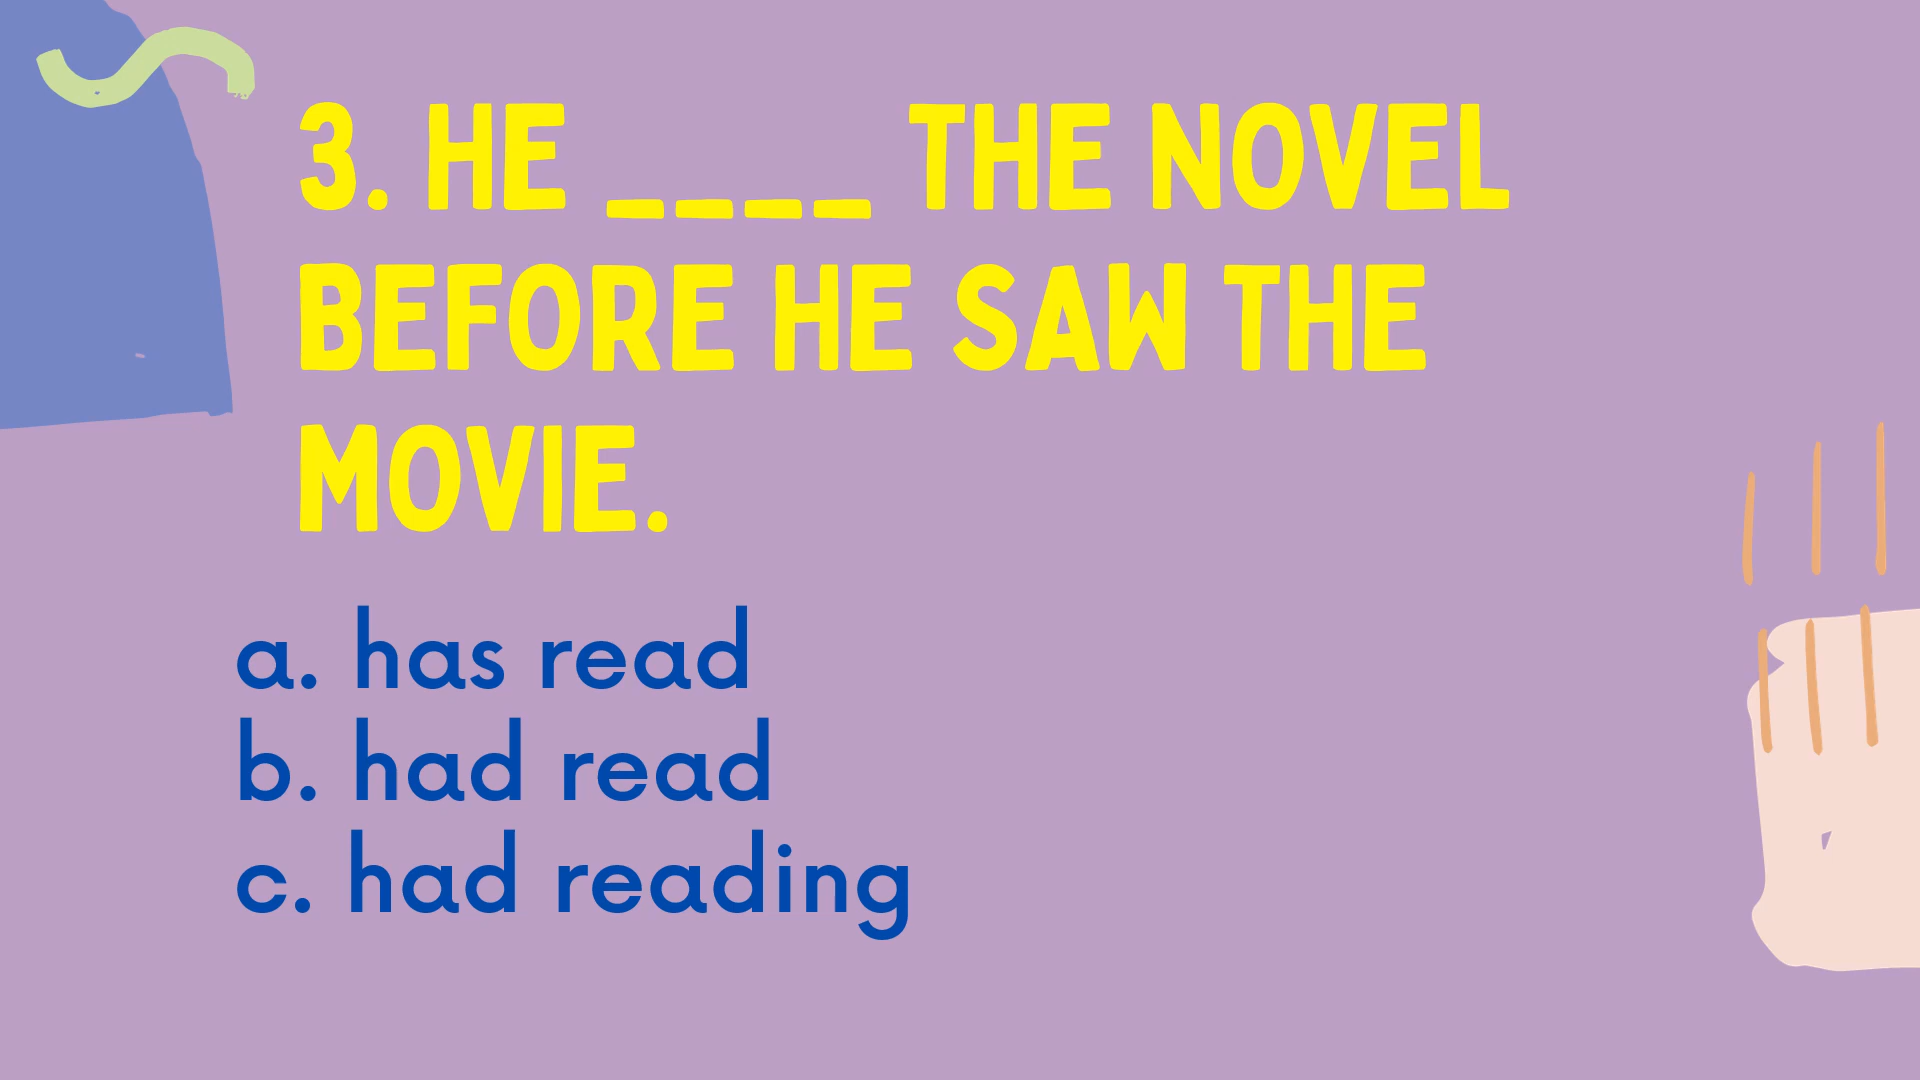 3. HE ____ THE NOVEL
BEFORE HE SAW THE
MOVIE.
a. has read
b. had read
c. had reading